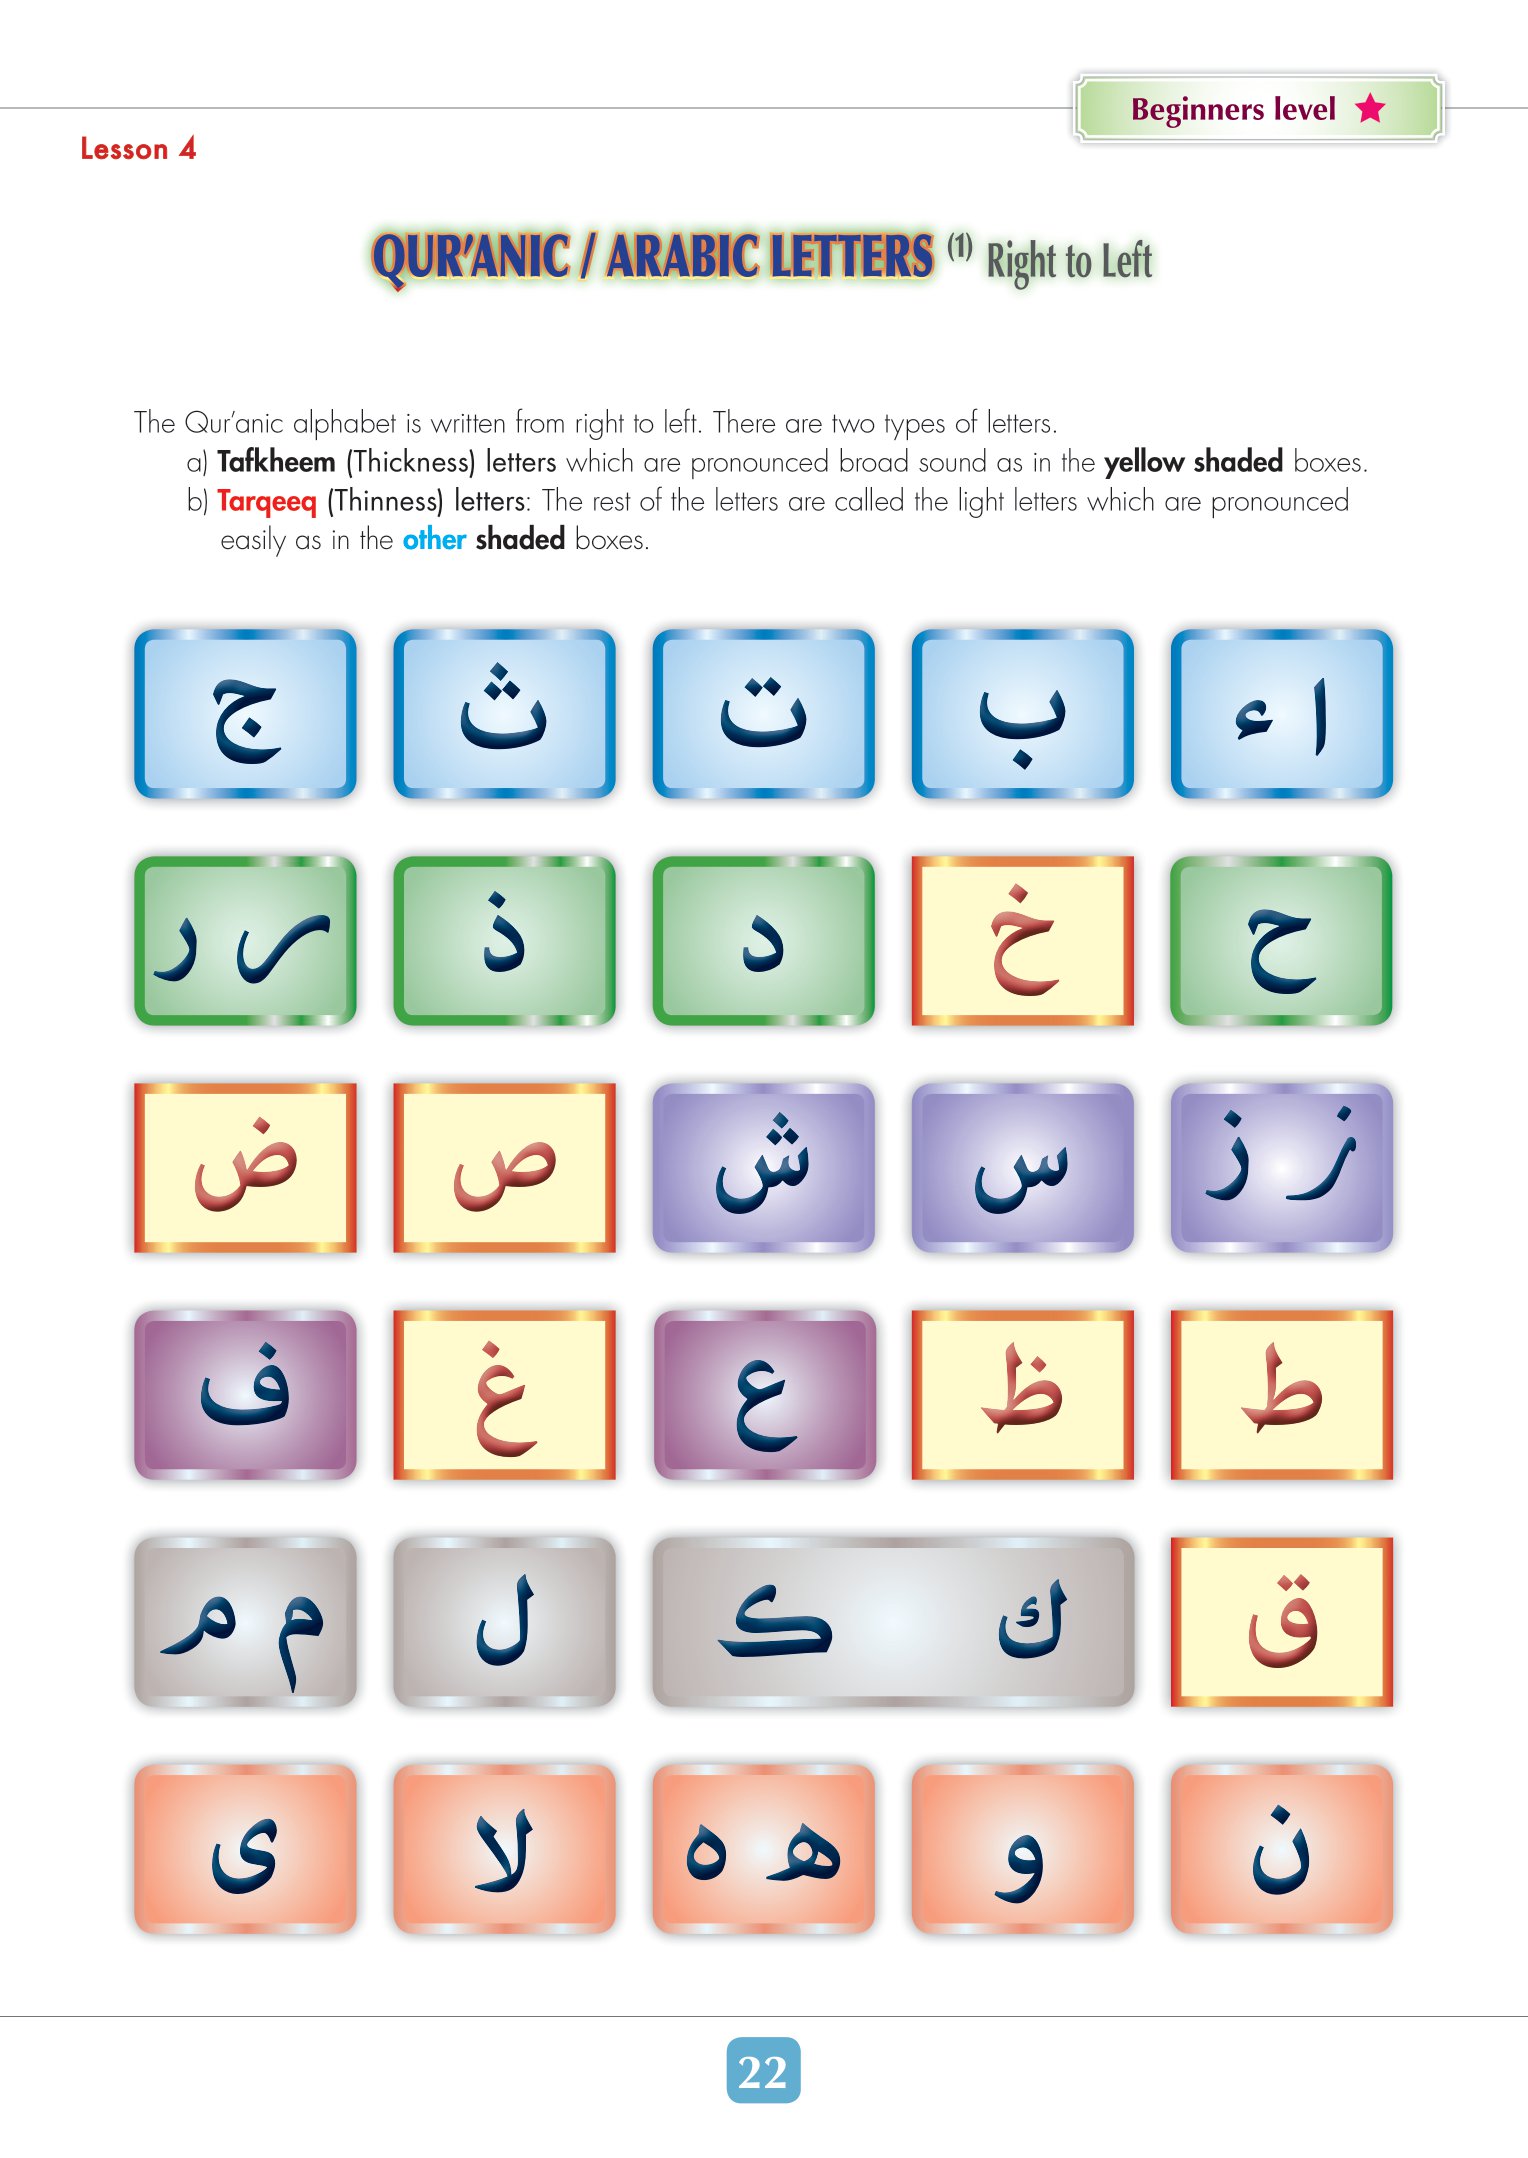 Beginners level
Lesson 4
QUR’ANIC / ARABIC LETTERS (1) Right to Left
The Qur’anic alphabet is written from right to left. There are two types of letters.
a) Tafkheem (Thickness) letters which are pronounced broad sound as in the yellow shaded boxes.
b) Tarqeeq (Thinness) letters: The rest of the letters are called the light letters which are pronounced
easily as in the other shaded boxes.
ا ء ب ت ث ج
ح خ د ذ ر ر
ز ز س ش ص ض
ط ظ ع غ ف
ق ك ک ل م م
ن و ه ه لا ى
22